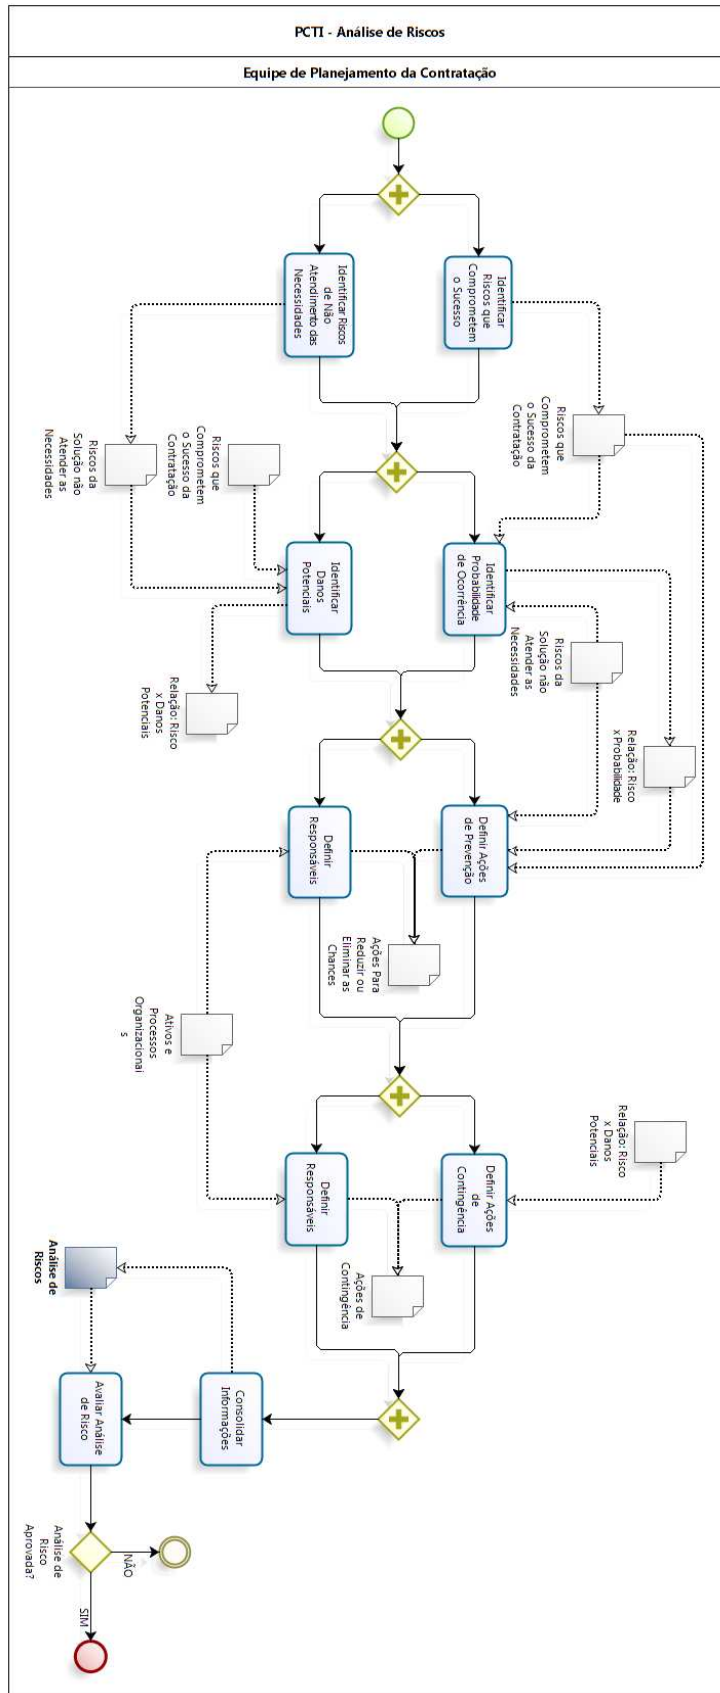 PCTI - Análise de Riscos
Equipe de Planejamento da Contratação
Identificar
Riscos que
Comprometem
o Sucesso
Identificar Riscos
de Não
Atendimento das
Necessidades
Riscos que
Comprometem
o Sucesso da
Contratação
Riscos que
Comprometem
o Sucesso da
Contratação
Riscos da
Solução não
Atender as
Necessidades
Identificar
Probabilidade
de Ocorrência
Identificar
Danos
Potenciais
Riscos da
Solução não
Atender as
Necessidades
Relação: Risco
x Danos
Potenciais
Relação: Risco
x Probabilidade
Definir Ações
de Prevenção
Definir
Responsáveis
Ações Para
Reduzir ou
Eliminar as
Chances
Ativos e
Processos
Organizacionai
s
Relação: Risco
x Danos
Potenciais
Definir Ações
de
Contingência
Definir
Responsáveis
Ações de
Contingência
Análise de
Riscos
Consolidar
Informações
Avaliar Análise
de Risco
Análise de
Risco
Aprovada?
NÃO
SIM